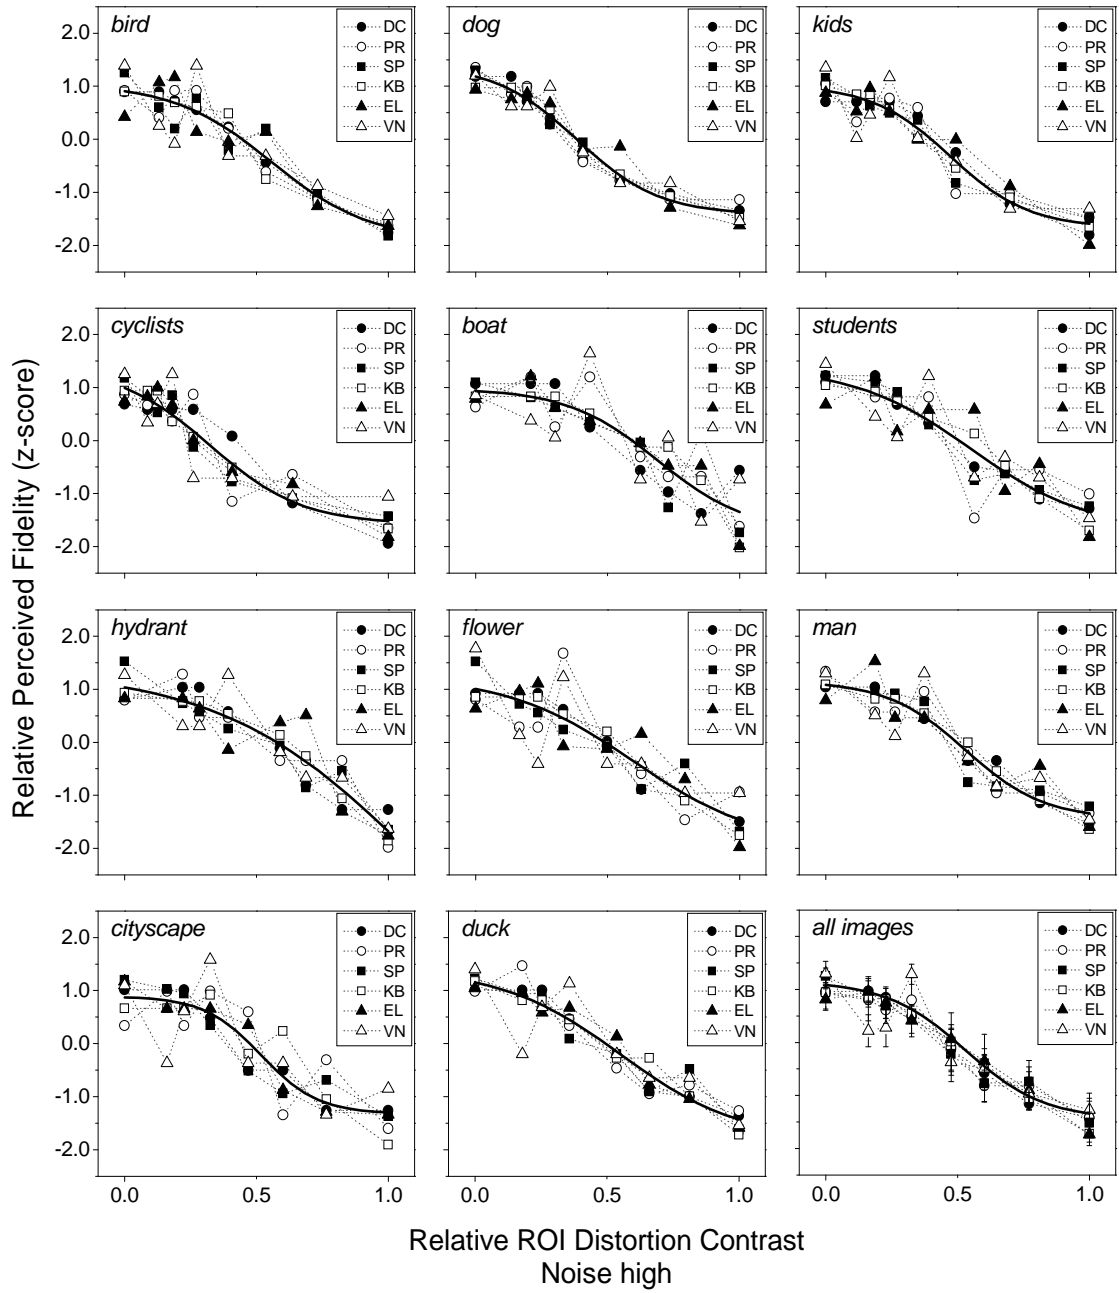 bird
DC
PR
SP
KB
EL
VN
2.0
1.0
0.0
-1.0
-2.0
dog
DC
PR
SP
KB
EL
VN
kids
DC
PR
SP
KB
EL
VN
cyclists
DC
PR
SP
KB
EL
VN
2.0
1.0
0.0
-1.0
-2.0
boat
DC
PR
SP
KB
EL
VN
students
DC
PR
SP
KB
EL
VN
Relative Perceived Fidelity (z-score)
hydrant
DC
PR
SP
KB
EL
VN
2.0
1.0
0.0
-1.0
-2.0
flower
DC
PR
SP
KB
EL
VN
man
DC
PR
SP
KB
EL
VN
cityscape
DC
PR
SP
KB
EL
VN
2.0
1.0
0.0
-1.0
-2.0
0.0 0.5 1.0
duck
DC
PR
SP
KB
EL
VN
0.0 0.5 1.0
all images
DC
PR
SP
KB
EL
VN
0.0 0.5 1.0
Relative ROI Distortion Contrast
Noise high